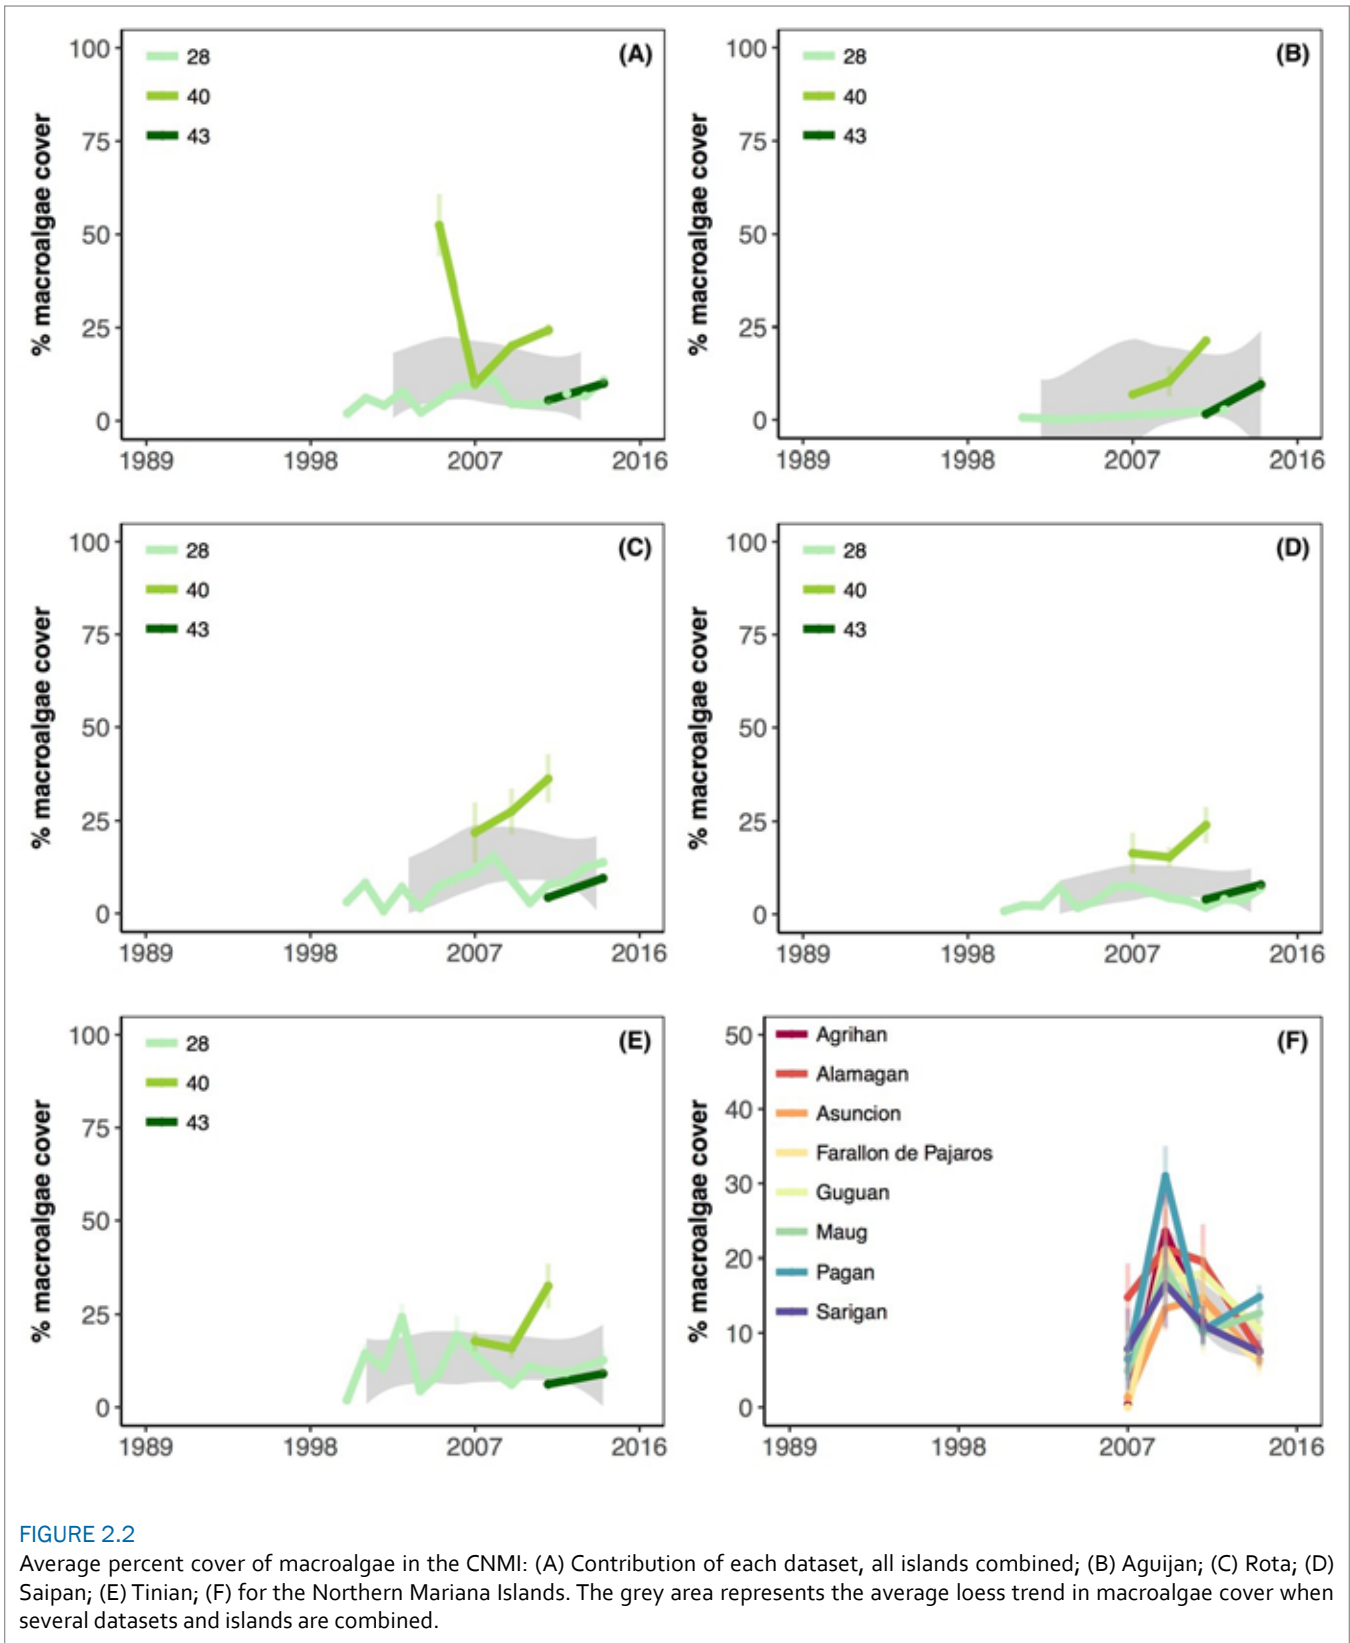 % macroalgae cover
100
75
50
25
0
28
40
43
(A)
1989
1998
2007
2016
% macroalgae cover
100
75
50
25
0
28
40
43
(B)
1989
1998
2007
2016
% macroalgae cover
100
75
50
25
0
28
40
43
(C)
1989
1998
2007
2016
% macroalgae cover
100
75
50
25
0
28
40
43
(D)
1989
1998
2007
2016
% macroalgae cover
100
75
50
25
0
28
40
43
(E)
1989
1998
2007
2016
% macroalgae cover
50
40
30
20
10
0
Agrihan
Alamagan
Asuncion
Farallon de Pajaros
Guguan
Maug
Pagan
Sarigan
(F)
1989
1998
2007
2016
FIGURE 2.2
Average percent cover of macroalgae in the CNMI: (A) Contribution of each dataset, all islands combined; (B) Aguijan; (C) Rota; (D)
Saipan; (E) Tinian; (F) for the Northern Mariana Islands. The grey area represents the average loess trend in macroalgae cover when
several datasets and islands are combined.